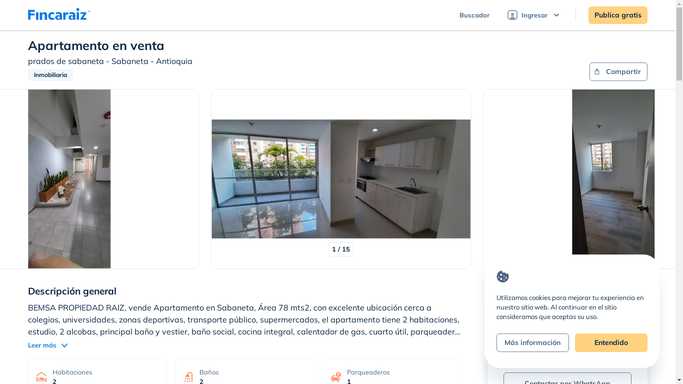 Fincaraiz
Buscador
Ingresar
Publica gratis
Apartamento en venta
prados de sabaneta - Sabaneta - Antioquia
Inmobiliaria
Compartir
1 / 15
Descripción general
BEMSA PROPIEDAD RAIZ, vende Apartamento en Sabaneta, Área 78 mts2, con excelente ubicación cerca a
colegios, universidades, zonas deportivas, transporte público, supermercados, el apartamento tiene 2 habitaciones,
estudio, 2 alcobas, principal baño y vestier, baño social, cocina integral, calentador de gas, cuarto útil, parqueader...
Leer más
Habitaciones
2
Baños
2
Parqueaderos
1
Utilizamos cookies para mejorar tu experiencia en
nuestro sitio web. Al continuar en el sitio
consideramos que aceptas su uso.
Más información
Entendido
Contactar por WhatsApp